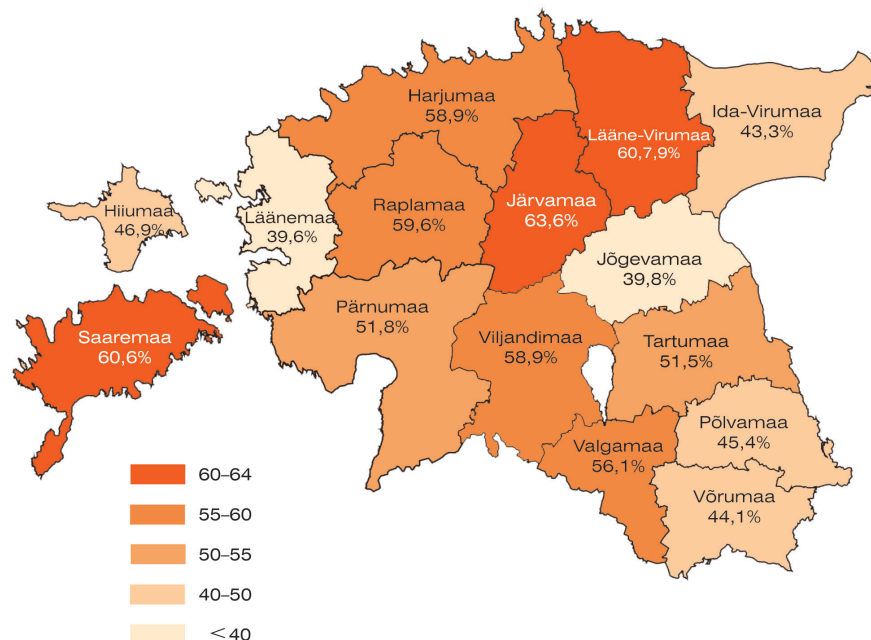 Harjumaa
58,9%
Ida-Virumaa
43,3%
Lääne-Virumaa
60,7,9%
Hiiumaa
46,9%
Läänemaa
39,6%
Raplamaa
59,6%
Järvamaa
63,6%
Jõgevamaa
39,8%
Saaremaa
60,6%
Pärnumaa
51,8%
Viljandimaa
58,9%
Tartumaa
51,5%
Põlvamaa
45,4%
Valgamaa
56,1%
Võrumaa
44,1%
60–64
55–60
50–55
40–50
<40